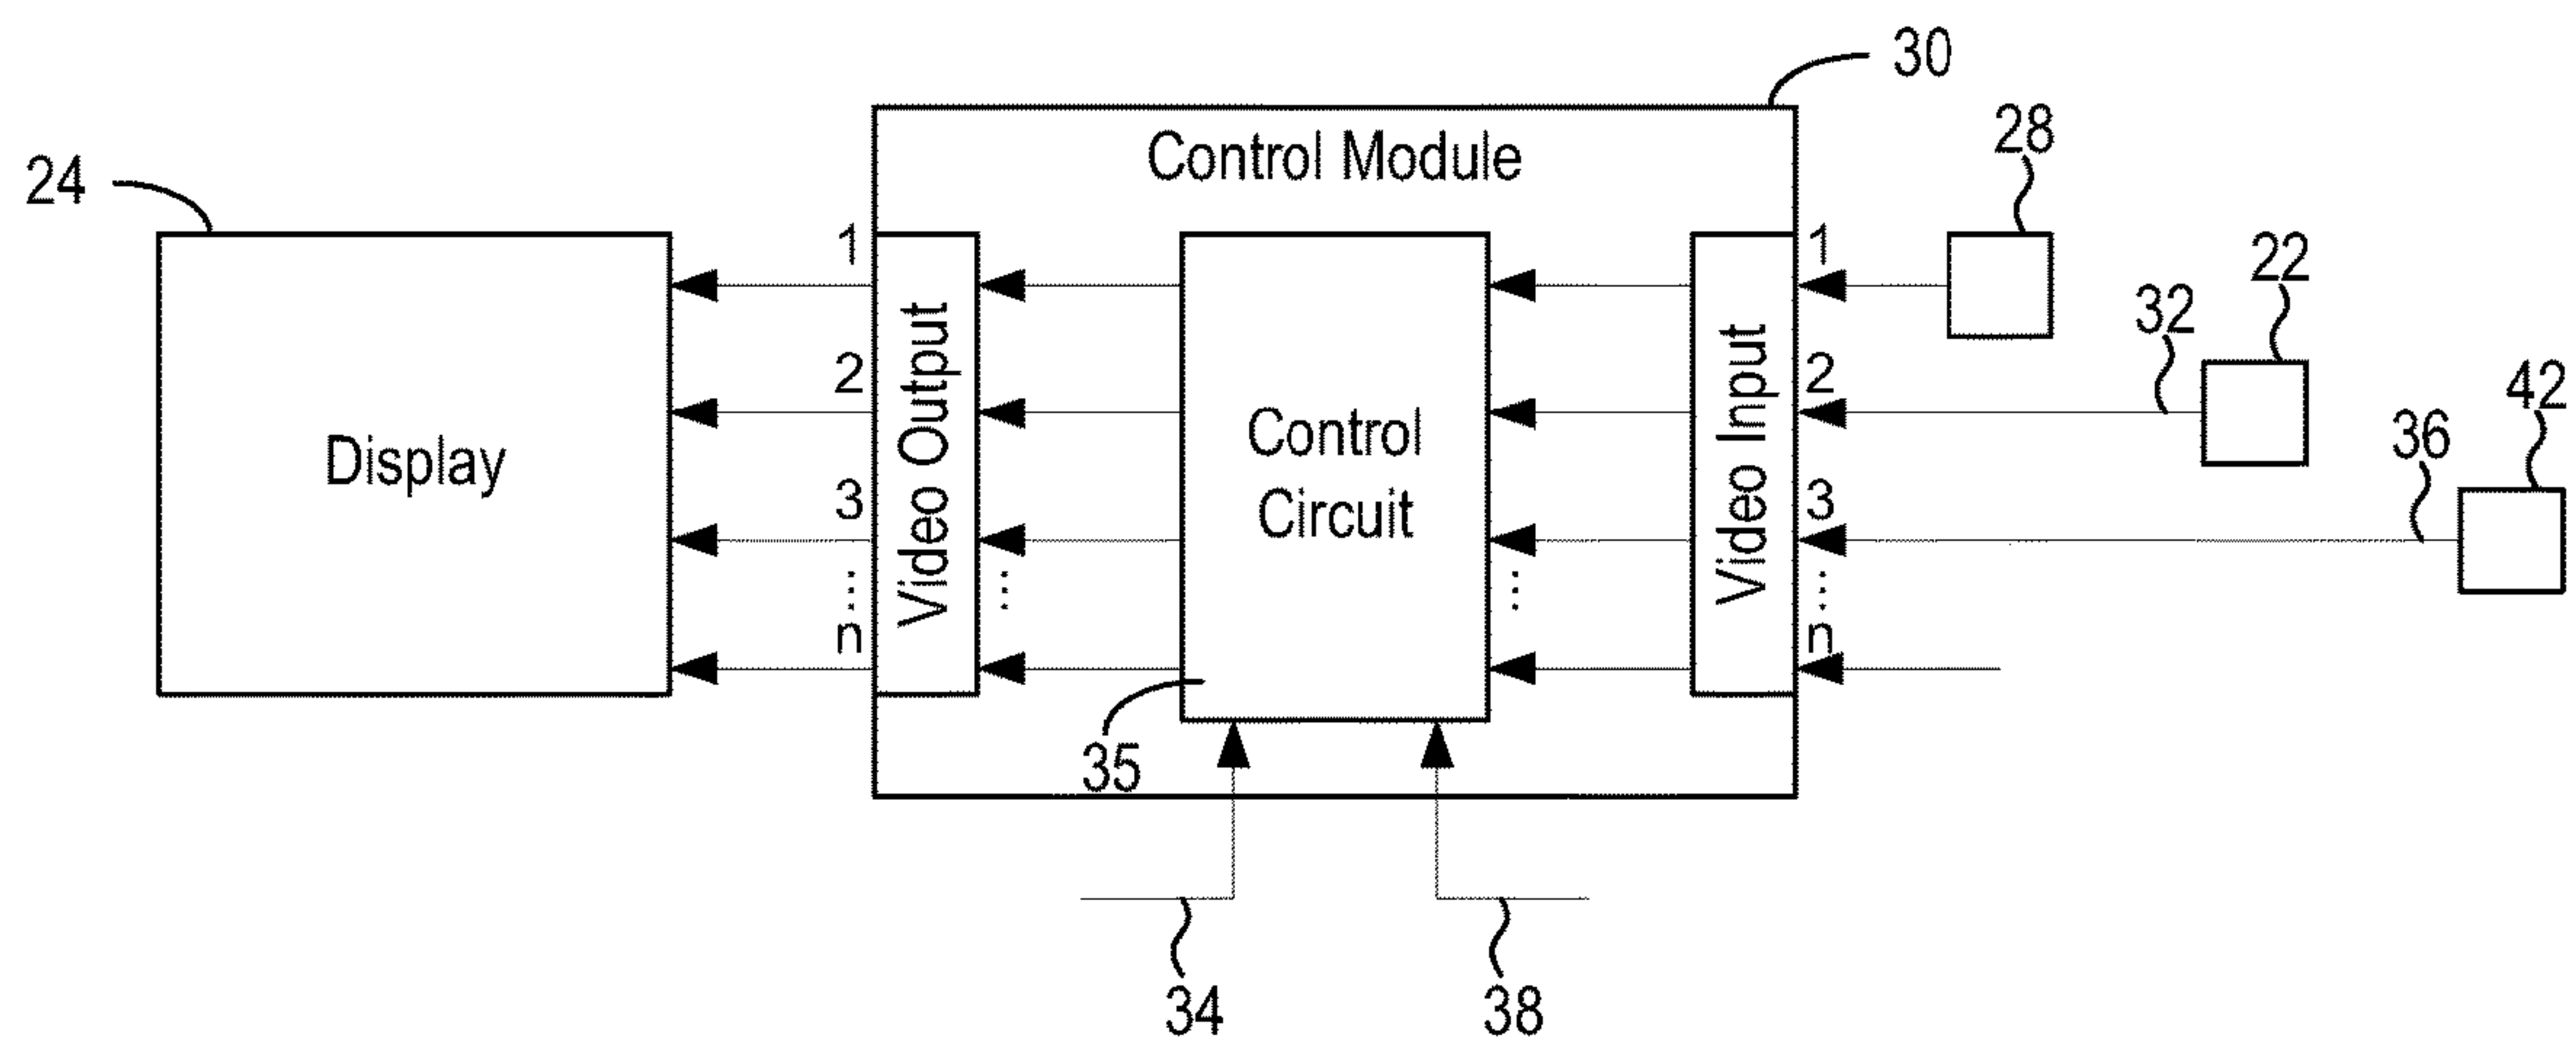 30
Control Module
28
24
1
1
22
32
2
2
42
Display
Video Output
Control
Circuit
Video Input
36
3
3
...
...
...
...
n
n
35
34
38